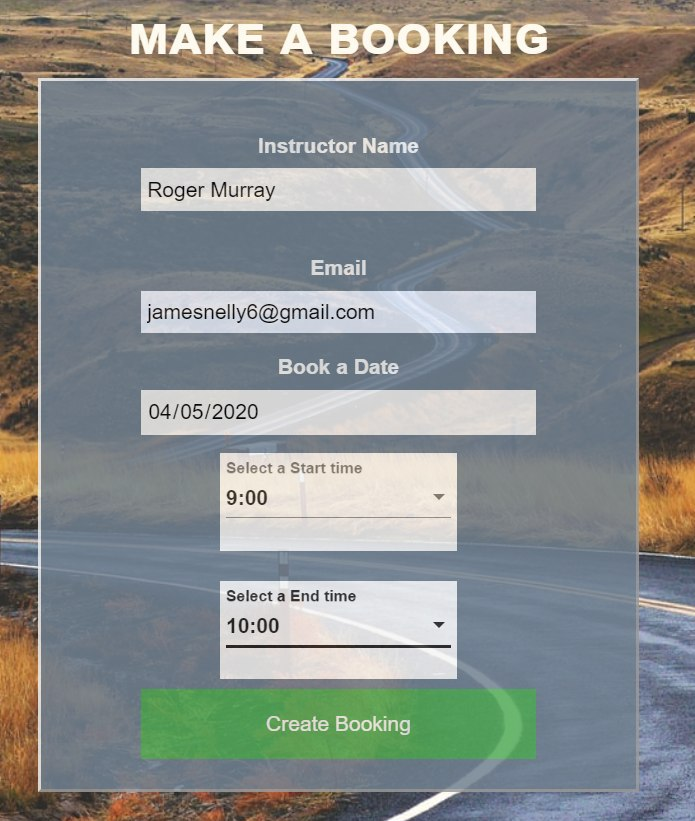 MAKE A BOOKING
Instructor Name
Roger Murray
Email
jamesnelly6@gmail.com
Book a Date
04/05/2020
Select a Start time
9:00
Select a End time
10:00
Create Booking